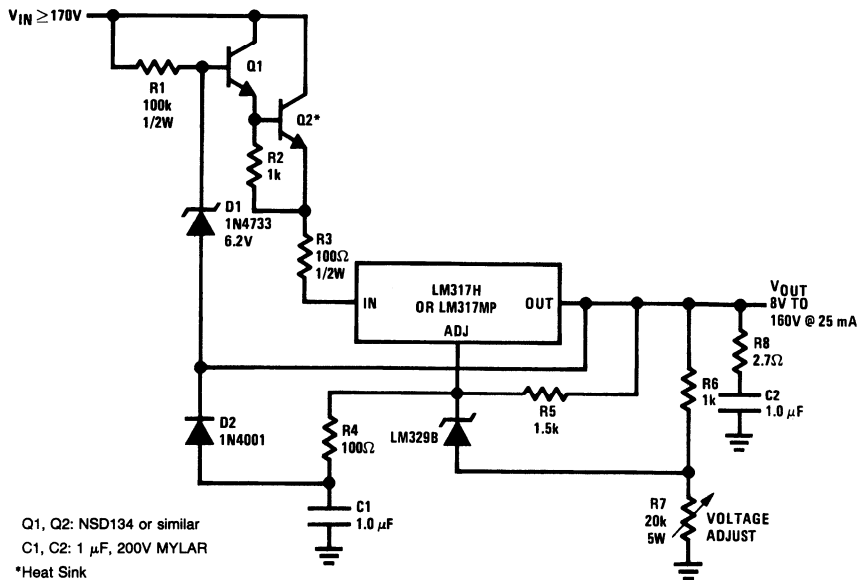 V_IN ≥170V
Q1
R1
100k
1/2W
Q2*
R2
1k
D1
1N4733
6.2V
R3
100Ω
1/2W
LM317H
OR LM317MP
IN
OUT
ADJ
V_OUT
8V TO
160V @ 25 mA
R8
2.7Ω
R6
1k
C2
1.0 μF
R5
1.5k
D2
1N4001
R4
100Ω
LM329B
C1
1.0 μF
R7
20k
5W
VOLTAGE
ADJUST
Q1, Q2: NSD134 or similar
C1, C2: 1 μF, 200V MYLAR
*Heat Sink